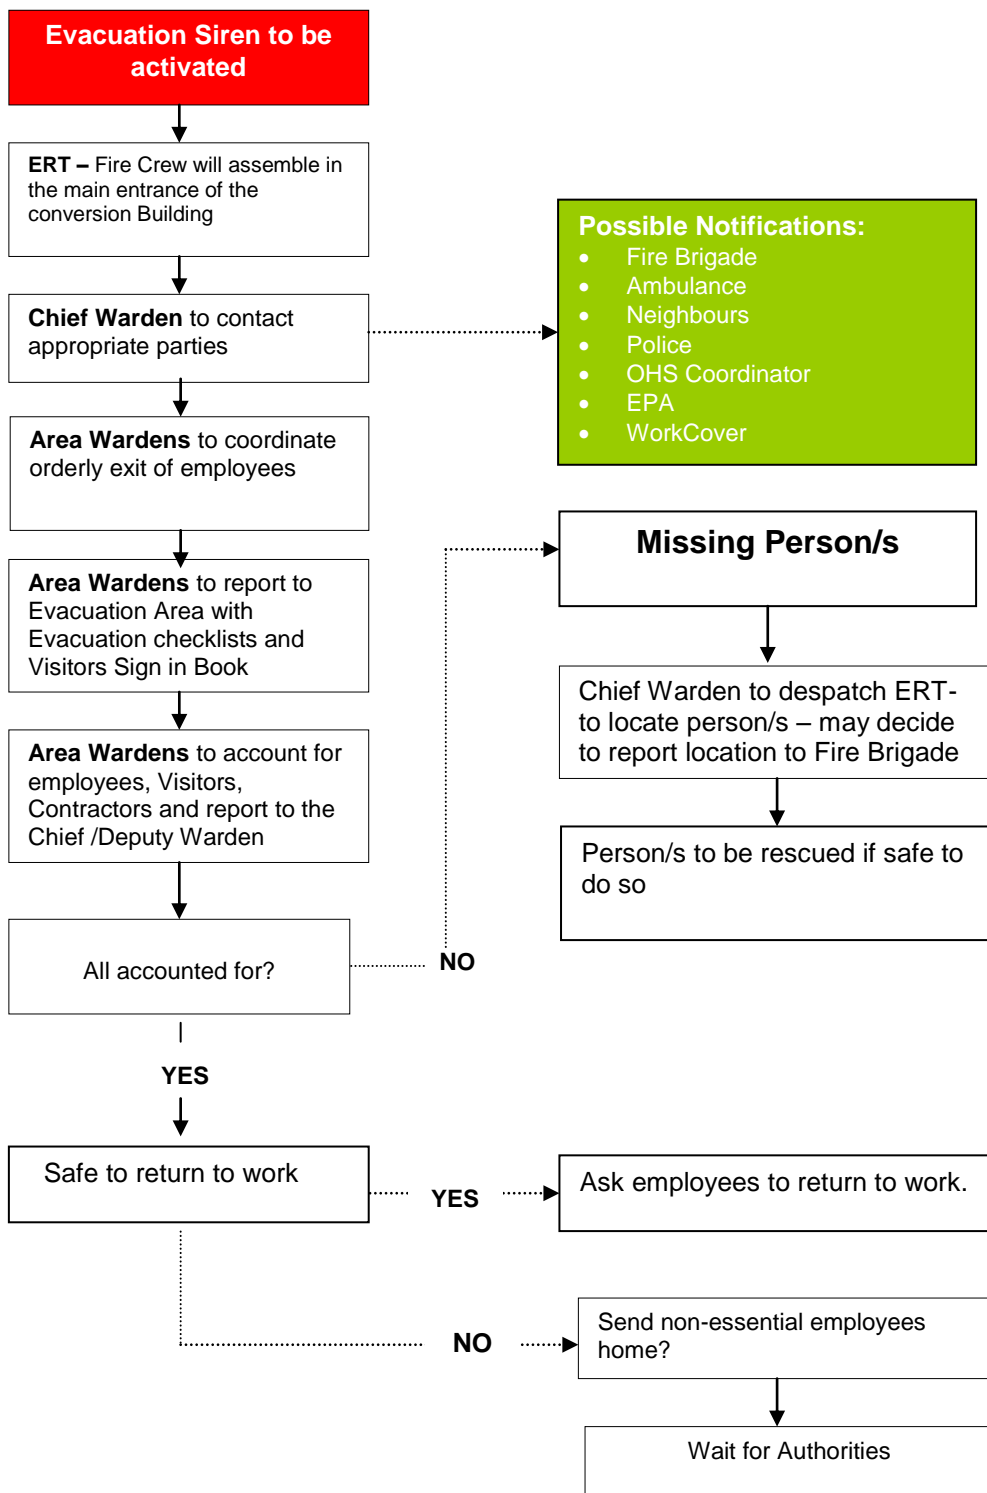 Evacuation Siren to be
activated
ERT – Fire Crew will assemble in
the main entrance of the
conversion Building
Chief Warden to contact
appropriate parties
Possible Notifications:
• Fire Brigade
• Ambulance
• Neighbours
• Police
• OHS Coordinator
• EPA
• WorkCover
Area Wardens to coordinate
orderly exit of employees
Area Wardens to report to
Evacuation Area with
Evacuation checklists and
Visitors Sign in Book
Area Wardens to account for
employees, Visitors,
Contractors and report to the
Chief /Deputy Warden
All accounted for?
NO
Missing Person/s
Chief Warden to despatch ERT-
to locate person/s – may decide
to report location to Fire Brigade
Person/s to be rescued if safe to
do so
YES
Safe to return to work
YES
Ask employees to return to work.
NO
Send non-essential employees
home?
Wait for Authorities